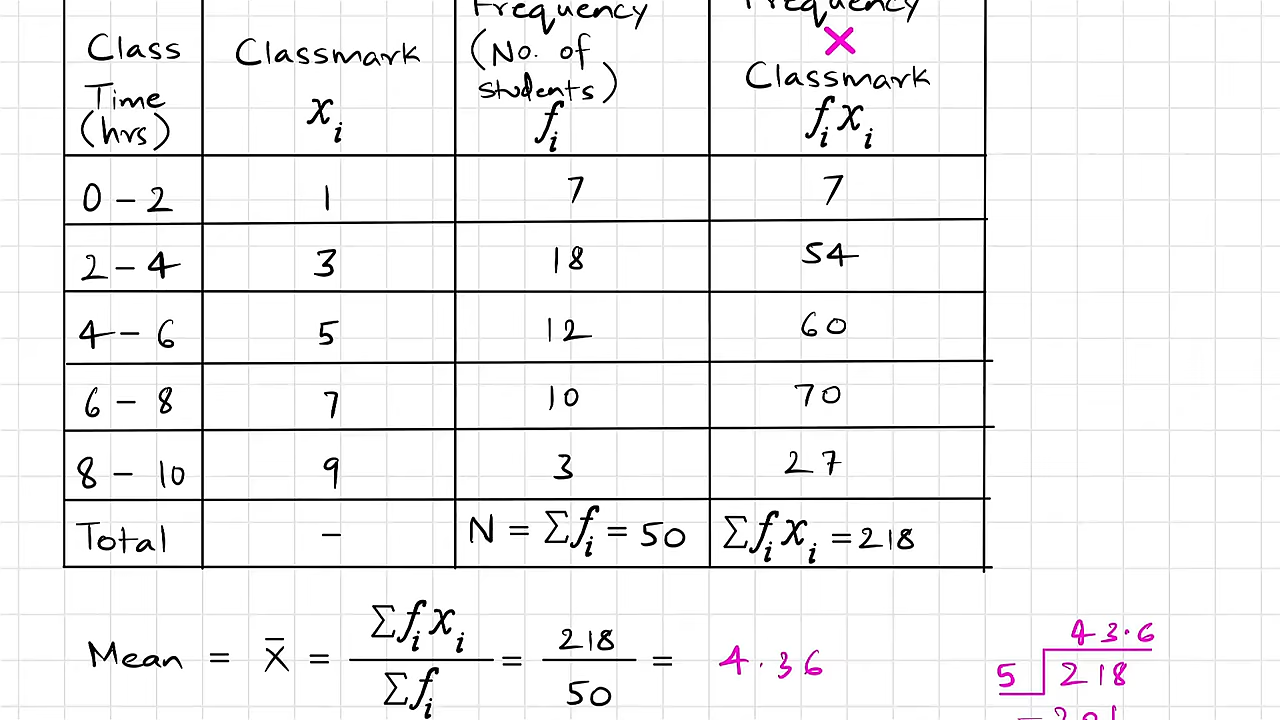 Class
Time
(hrs)
Classmark
xᵢ
Frequency
(No. of
students)
fᵢ
Frequency
×
Classmark
fᵢxᵢ
0 – 2 1 7 7
2 – 4 3 18 54
4 – 6 5 12 60
6 – 8 7 10 70
8 – 10 9 3 27
Total – N = Σfᵢ = 50 Σfᵢxᵢ = 218
Mean = x̄ = Σfᵢxᵢ / Σfᵢ = 218 / 50 = 4.36
43.6
5 218